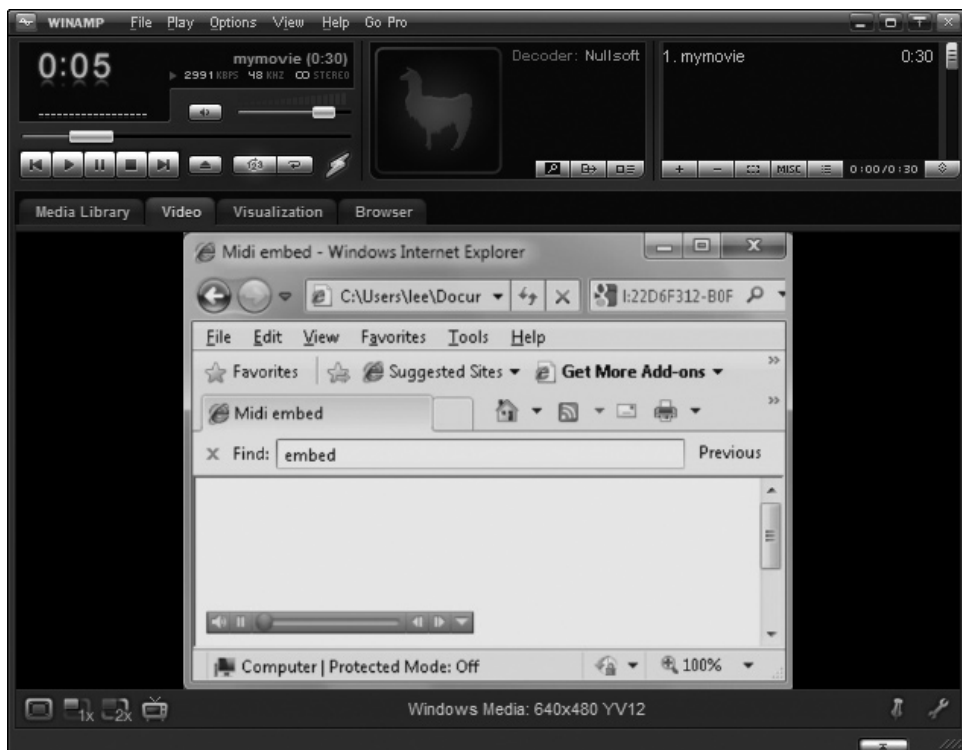 WINAMP File Play Options View Help Go Pro
0:05
mymovie (0:30)
2991 KBPS 48 KHZ STEREO
Decoder: Nullsoft
1. mymovie 0:30
123
MISC
0:00/0:30
Media Library Video Visualization Browser
Midi embed - Windows Internet Explorer
C:\Users\lee\Docur
I:22D6F312-B0F
File Edit View Favorites Tools Help
Favorites Suggested Sites Get More Add-ons
Midi embed
X Find: embed Previous
Computer | Protected Mode: Off 100%
1x 2x Windows Media: 640x480 YV12